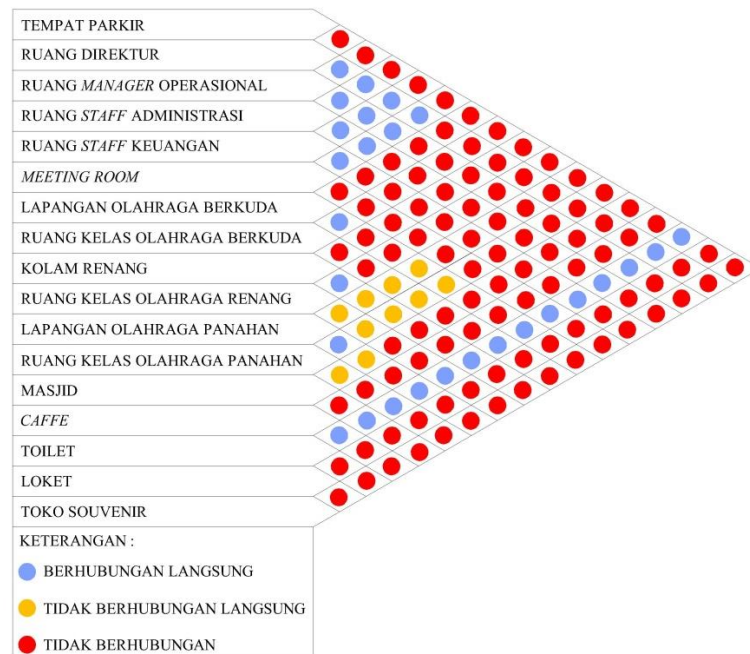 TEMPAT PARKIR
RUANG DIREKTUR
RUANG MANAGER OPERASIONAL
RUANG STAFF ADMINISTRASI
RUANG STAFF KEUANGAN
MEETING ROOM
LAPANGAN OLAHRAGA BERKUDA
RUANG KELAS OLAHRAGA BERKUDA
KOLAM RENANG
RUANG KELAS OLAHRAGA RENANG
LAPANGAN OLAHRAGA PANAHAN
RUANG KELAS OLAHRAGA PANAHAN
MASJID
CAFFE
TOILET
LOKET
TOKO SOUVENIR
KETERANGAN :
BERHUBUNGAN LANGSUNG
TIDAK BERHUBUNGAN LANGSUNG
TIDAK BERHUBUNGAN